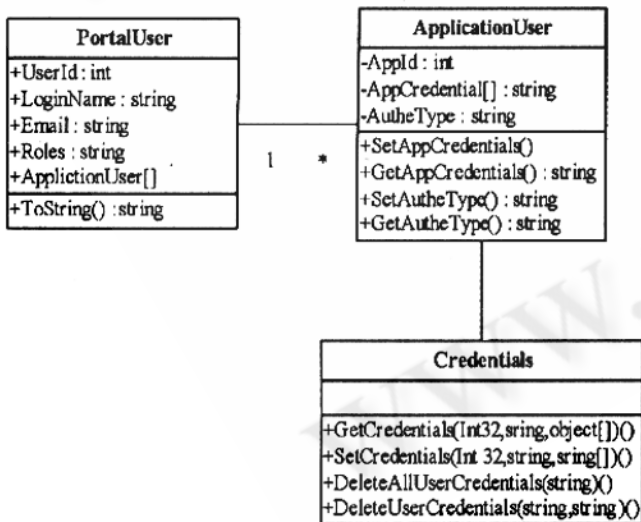 PortalUser
+UserId : int
+LoginName : string
+Email : string
+Roles : string
+ApplictionUser[]
+ToString() : string
1 *
ApplicationUser
-AppId : int
-AppCredential[] : string
-AutheType : string
+SetAppCredentials()
+GetAppCredentials() : string
+SetAutheType() : string
+GetAutheType() : string
Credentials
+GetCredentials(Int32,sring,object[])()
+SetCredentials(Int 32,string,sring[])()
+DeleteAllUserCredentials(string)()
+DeleteUserCredentials(string,string)()
WWW.